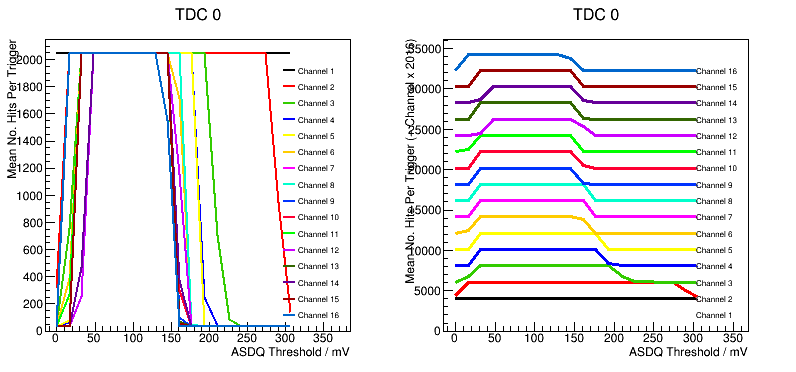 TDC 0
Mean No. Hits Per Trigger
2000
1800
1600
1400
1200
1000
800
600
400
200
0
0 50 100 150 200 250 300 350
ASDQ Threshold / mV
Channel 1
Channel 2
Channel 3
Channel 4
Channel 5
Channel 6
Channel 7
Channel 8
Channel 9
Channel 10
Channel 11
Channel 12
Channel 13
Channel 14
Channel 15
Channel 16
TDC 0
Mean No. Hits Per Trigger (+ Channel x 2016)
35000
30000
25000
20000
15000
10000
5000
0
0 50 100 150 200 250 300 350
ASDQ Threshold / mV
Channel 16
Channel 15
Channel 14
Channel 13
Channel 12
Channel 11
Channel 10
Channel 9
Channel 8
Channel 7
Channel 6
Channel 5
Channel 4
Channel 3
Channel 2
Channel 1